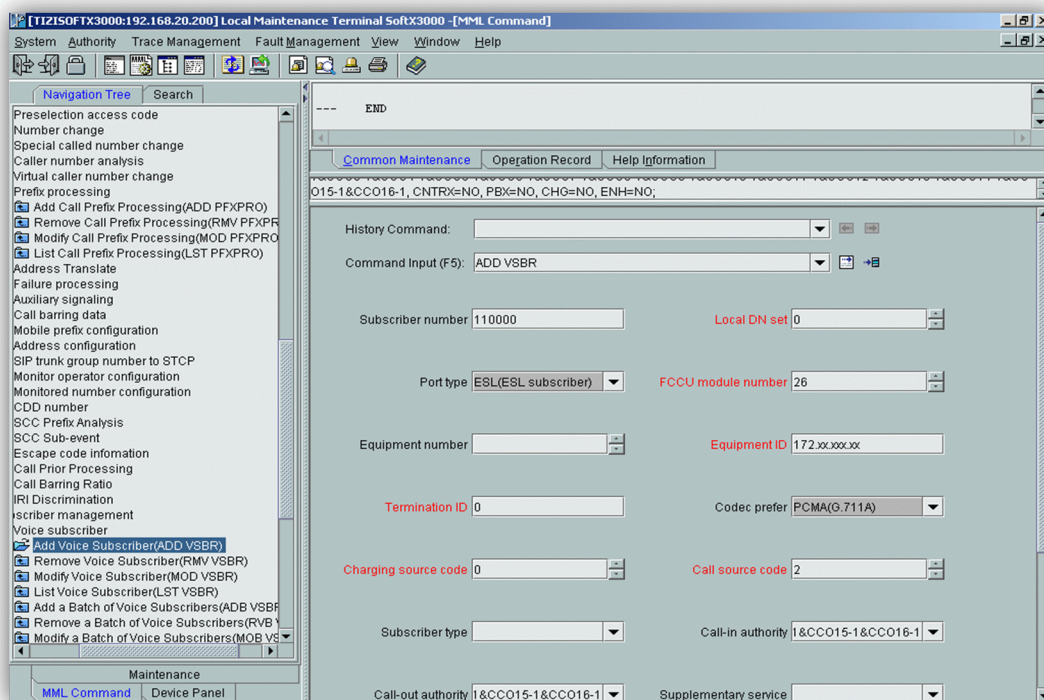 [TIZISOFTX3000:192.168.20.200] Local Maintenance Terminal SoftX3000 -[MML Command]
System Authority Trace Management Fault Management View Window Help
Navigation Tree Search
Preselection access code
Number change
Special called number change
Caller number analysis
Virtual caller number change
Prefix processing
Add Call Prefix Processing(ADD PFXPRO)
Remove Call Prefix Processing(RMV PFXPR
Modify Call Prefix Processing(MOD PFXPRO
List Call Prefix Processing(LST PFXPRO)
Address Translate
Failure processing
Auxiliary signaling
Call barring data
Mobile prefix configuration
Address configuration
SIP trunk group number to STCP
Monitor operator configuration
Monitored number configuration
CDD number
SCC Prefix Analysis
SCC Sub-event
Escape code infomation
Call Prior Processing
Call Barring Ratio
IRI Discrimination
scriber management
Voice subscriber
Add Voice Subscriber(ADD VSBR)
Remove Voice Subscriber(RMV VSBR)
Modify Voice Subscriber(MOD VSBR)
List Voice Subscriber(LST VSBR)
Add a Batch of Voice Subscribers(ADB VSBR
Remove a Batch of Voice Subscribers(RVB
Modify a Batch of Voice Subscribers(MOB VS
Maintenance
MML Command Device Panel
--- END
Common Maintenance Operation Record Help Information
O15-1&CCO16-1, CNTRX=NO, PBX=NO, CHG=NO, ENH=NO;
History Command:
Command Input (F5): ADD VSBR
Subscriber number 110000 Local DN set 0
Port type ESL(ESL subscriber) FCCU module number 26
Equipment number Equipment ID 172.xx.xxx.xx
Termination ID 0 Codec prefer PCMA(G.711A)
Charging source code 0 Call source code 2
Subscriber type Call-in authority 1&CCO15-1&CCO16-1
Call-out authority 1&CCO15-1&CCO16-1 Supplementary service